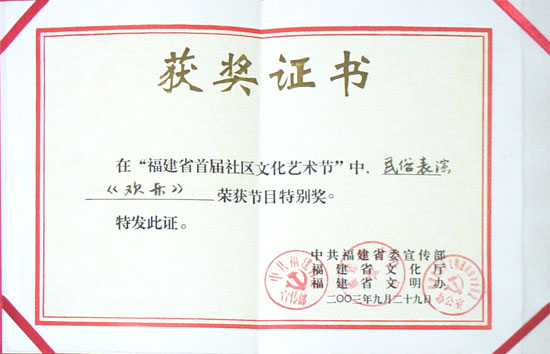 获奖证书
在“福建省首届社区文化艺术节”中、民俗表演
《欢乐》荣获节目特别奖。
特发此证。
中共福建省委宣传部
福建省文化厅
福建省文明办
二〇〇三年九月二十九日